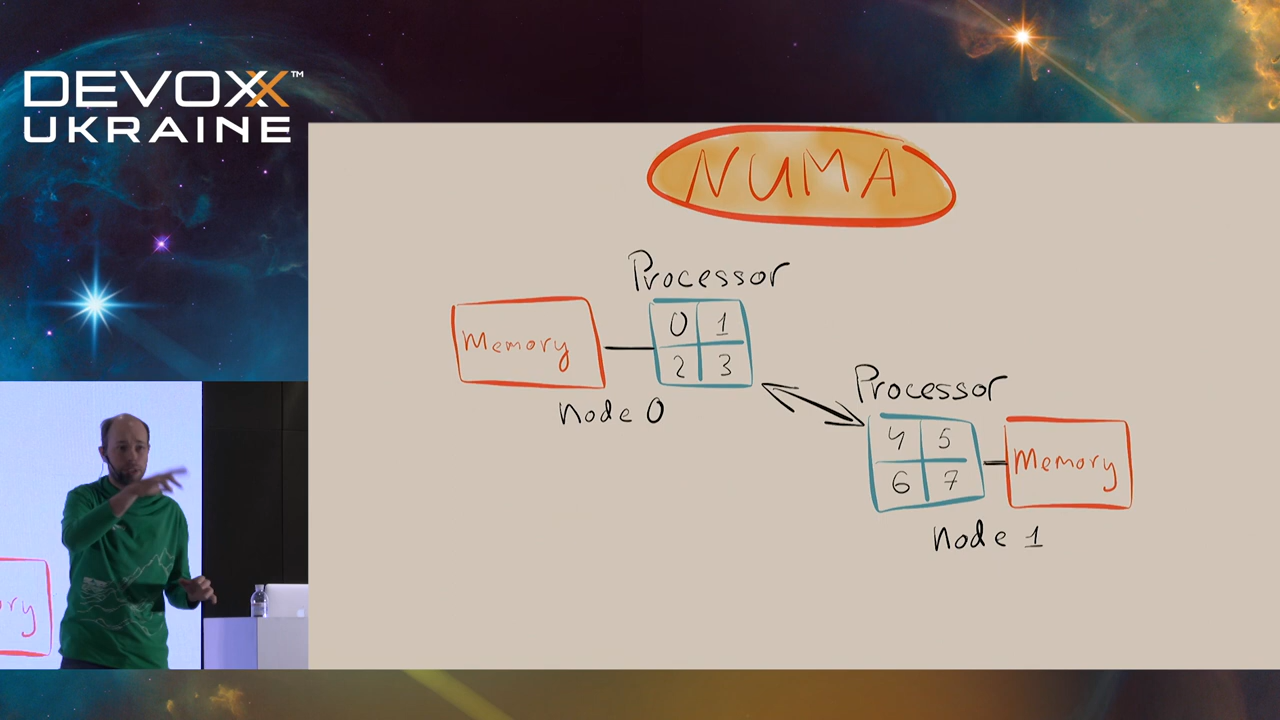 DEVOXX™
UKRAINE
NUMA
Processor
Memory
0 1
2 3
Node 0
Processor
4 5
6 7
Memory
Node 1
ry